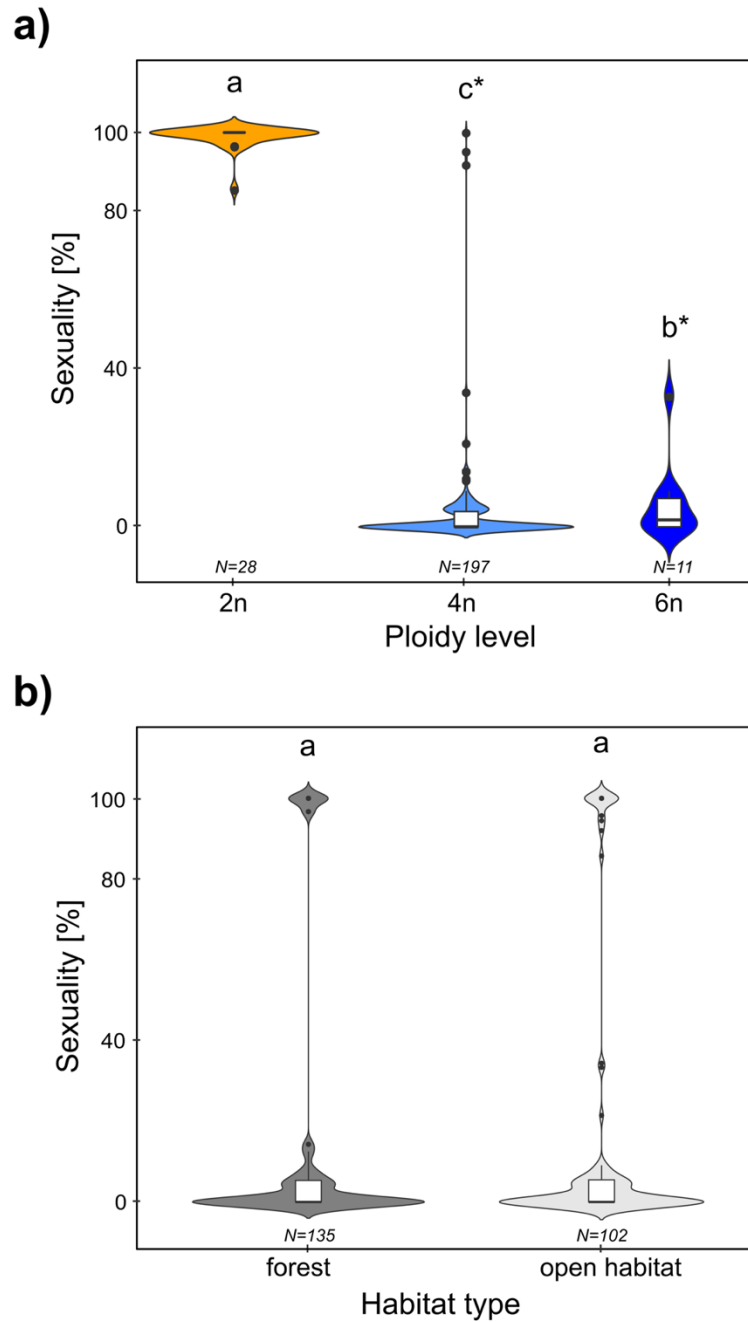 a)
a
c*
b*
100
80
40
0
Sexuality [%]
N=28
N=197
N=11
2n
4n
6n
Ploidy level
b)
a
a
100
80
40
0
Sexuality [%]
N=135
N=102
forest
open habitat
Habitat type